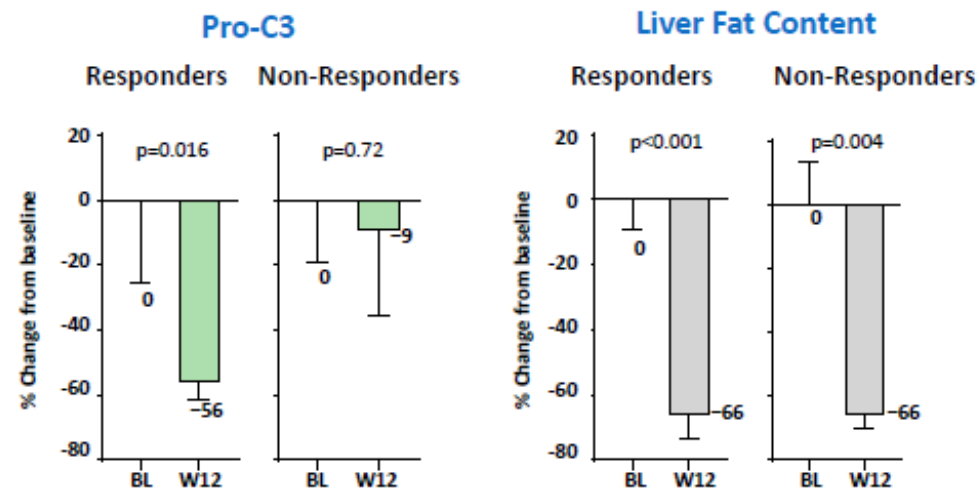 Pro-C3
Responders
Non-Responders
% Change from baseline
20
0
-20
-40
-60
-80
p=0.016
0
−56
BL
W12
p=0.72
0
−9
BL
W12
Liver Fat Content
Responders
Non-Responders
% Change from baseline
20
0
-20
-40
-60
-80
p<0.001
0
−66
BL
W12
p=0.004
0
−66
BL
W12